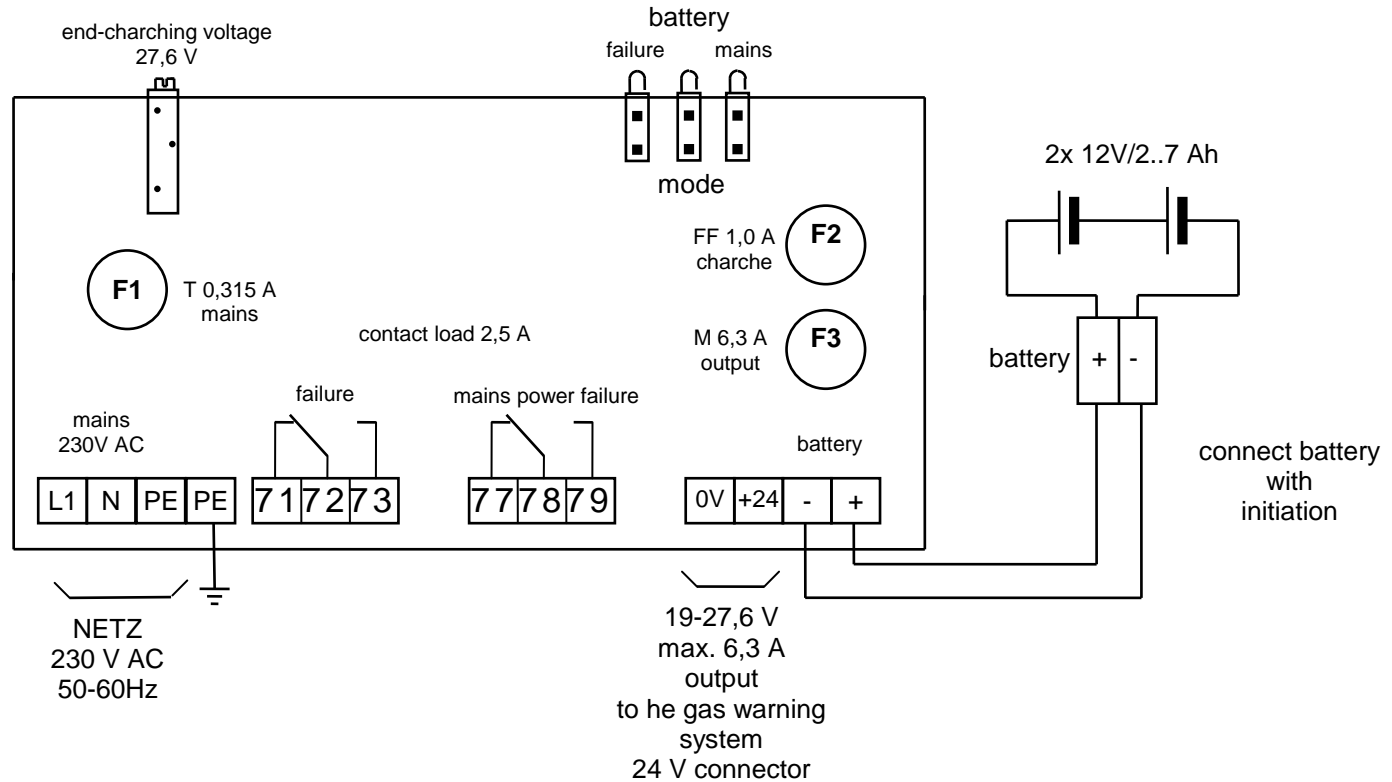 end-charching voltage
27,6 V
battery
failure
mains
mode
2x 12V/2..7 Ah
F1
T 0,315 A
mains
FF 1,0 A
charche
F2
contact load 2,5 A
M 6,3 A
output
F3
battery
+ -
failure
mains power failure
mains
230V AC
battery
connect battery
with
initiation
L1 N PE PE
71 72 73
77 78 79
0V +24 - +
NETZ
230 V AC
50-60Hz
19-27,6 V
max. 6,3 A
output
to he gas warning
system
24 V connector